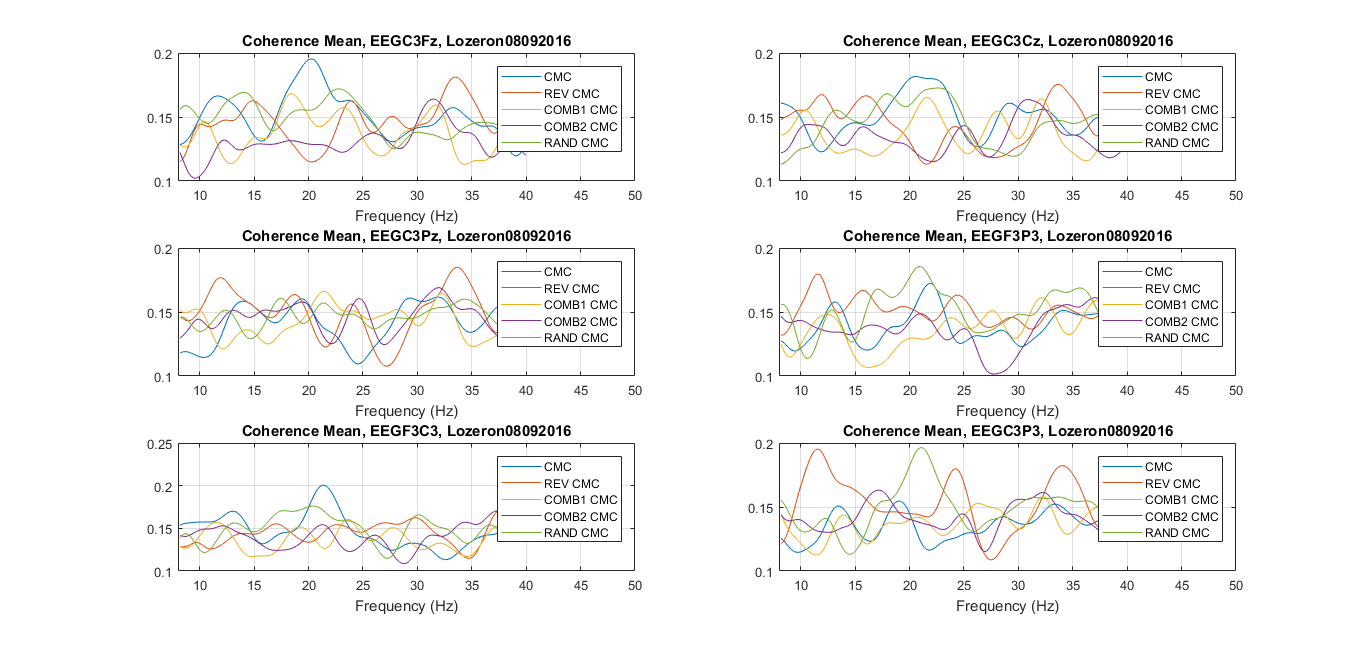 Coherence Mean, EEGC3Fz, Lozeron08092016
0.2
0.15
0.1
CMC
REV CMC
COMB1 CMC
COMB2 CMC
RAND CMC
10 15 20 25 30 35 40 45 50
Frequency (Hz)
Coherence Mean, EEGC3Cz, Lozeron08092016
0.2
0.15
0.1
CMC
REV CMC
COMB1 CMC
COMB2 CMC
RAND CMC
10 15 20 25 30 35 40 45 50
Frequency (Hz)
Coherence Mean, EEGC3Pz, Lozeron08092016
0.2
0.15
0.1
CMC
REV CMC
COMB1 CMC
COMB2 CMC
RAND CMC
10 15 20 25 30 35 40 45 50
Frequency (Hz)
Coherence Mean, EEGF3P3, Lozeron08092016
0.2
0.15
0.1
CMC
REV CMC
COMB1 CMC
COMB2 CMC
RAND CMC
10 15 20 25 30 35 40 45 50
Frequency (Hz)
Coherence Mean, EEGF3C3, Lozeron08092016
0.25
0.2
0.15
0.1
CMC
REV CMC
COMB1 CMC
COMB2 CMC
RAND CMC
10 15 20 25 30 35 40 45 50
Frequency (Hz)
Coherence Mean, EEGC3P3, Lozeron08092016
0.2
0.15
0.1
CMC
REV CMC
COMB1 CMC
COMB2 CMC
RAND CMC
10 15 20 25 30 35 40 45 50
Frequency (Hz)